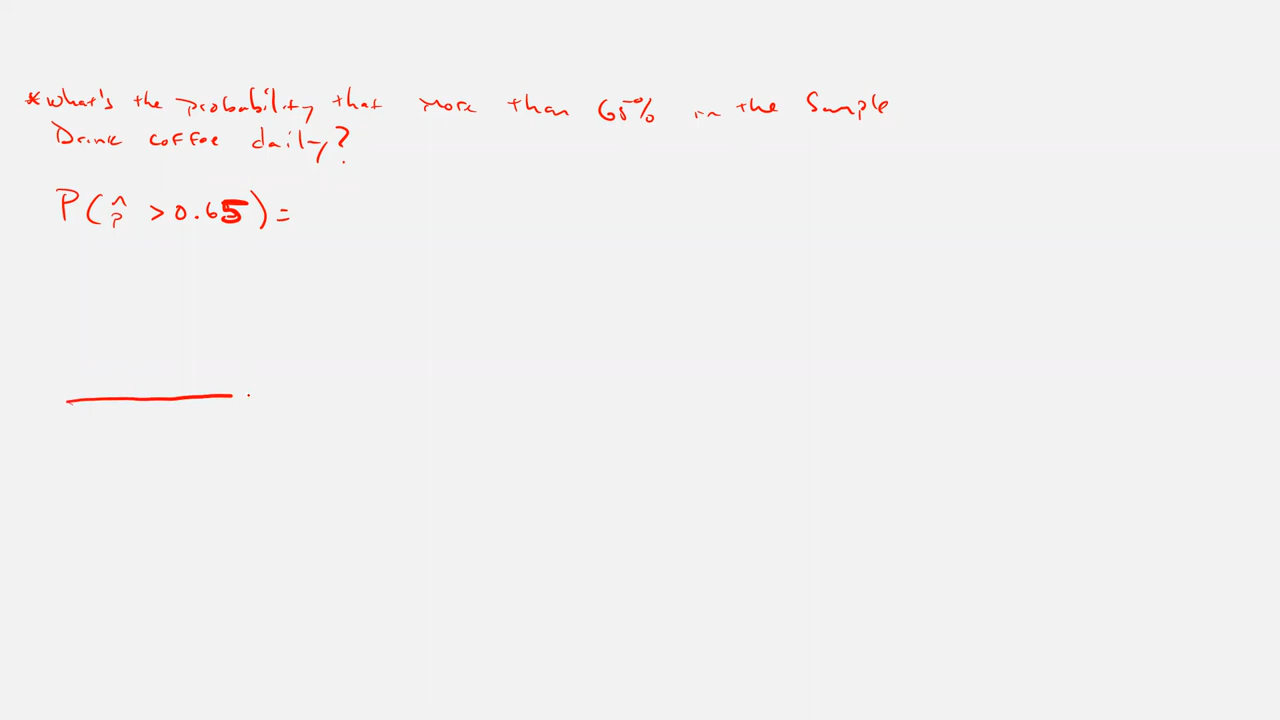 *What's the probability that more than 65% in the Sample
Drink coffee daily?
P(p̂ > 0.65) =